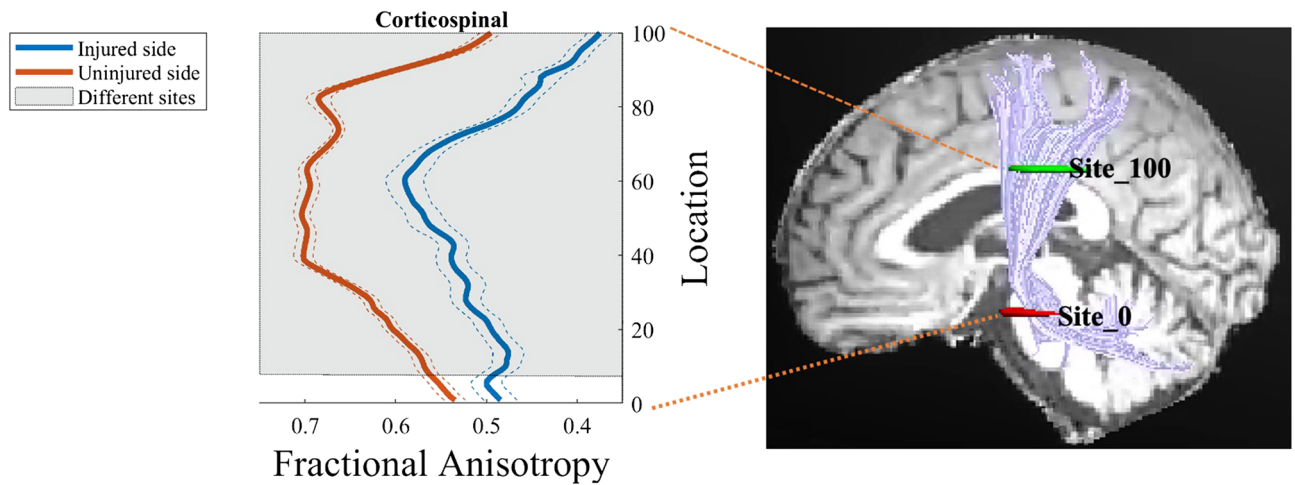 Corticospinal
Injured side
Uninjured side
Different sites
100
80
60
40
20
0
Location
0.7 0.6 0.5 0.4
Fractional Anisotropy
Site_100
Site_0